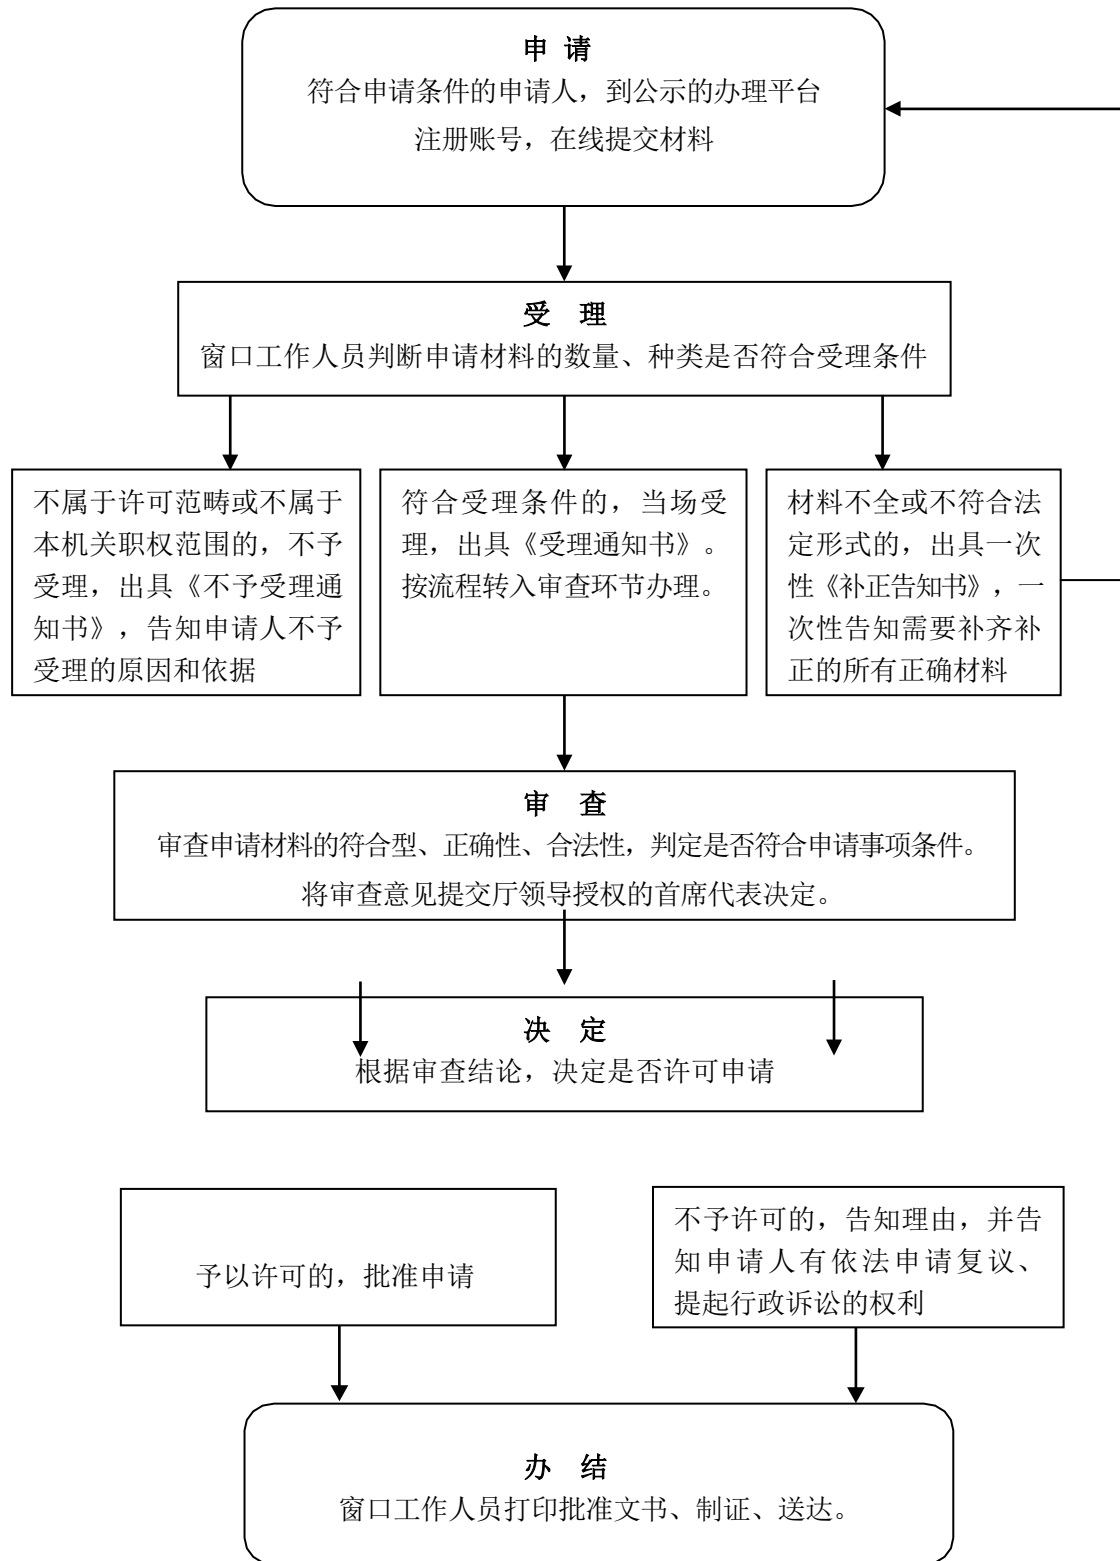 申 请
符合申请条件的申请人，到公示的办理平台
注册账号，在线提交材料
受 理
窗口工作人员判断申请材料的数量、种类是否符合受理条件
不属于许可范畴或不属于
本机关职权范围的，不予
受理，出具《不予受理通
知书》，告知申请人不予
受理的原因和依据
符合受理条件的，当场受
理，出具《受理通知书》。
按流程转入审查环节办理。
材料不全或不符合法
定形式的，出具一次
性《补正告知书》，一
次性告知需要补齐补
正的所有正确材料
审 查
审查申请材料的符合型、正确性、合法性，判定是否符合申请事项条件。
将审查意见提交厅领导授权的首席代表决定。
决 定
根据审查结论，决定是否许可申请
予以许可的，批准申请
不予许可的，告知理由，并告
知申请人有依法申请复议、
提起行政诉讼的权利
办 结
窗口工作人员打印批准文书、制证、送达。